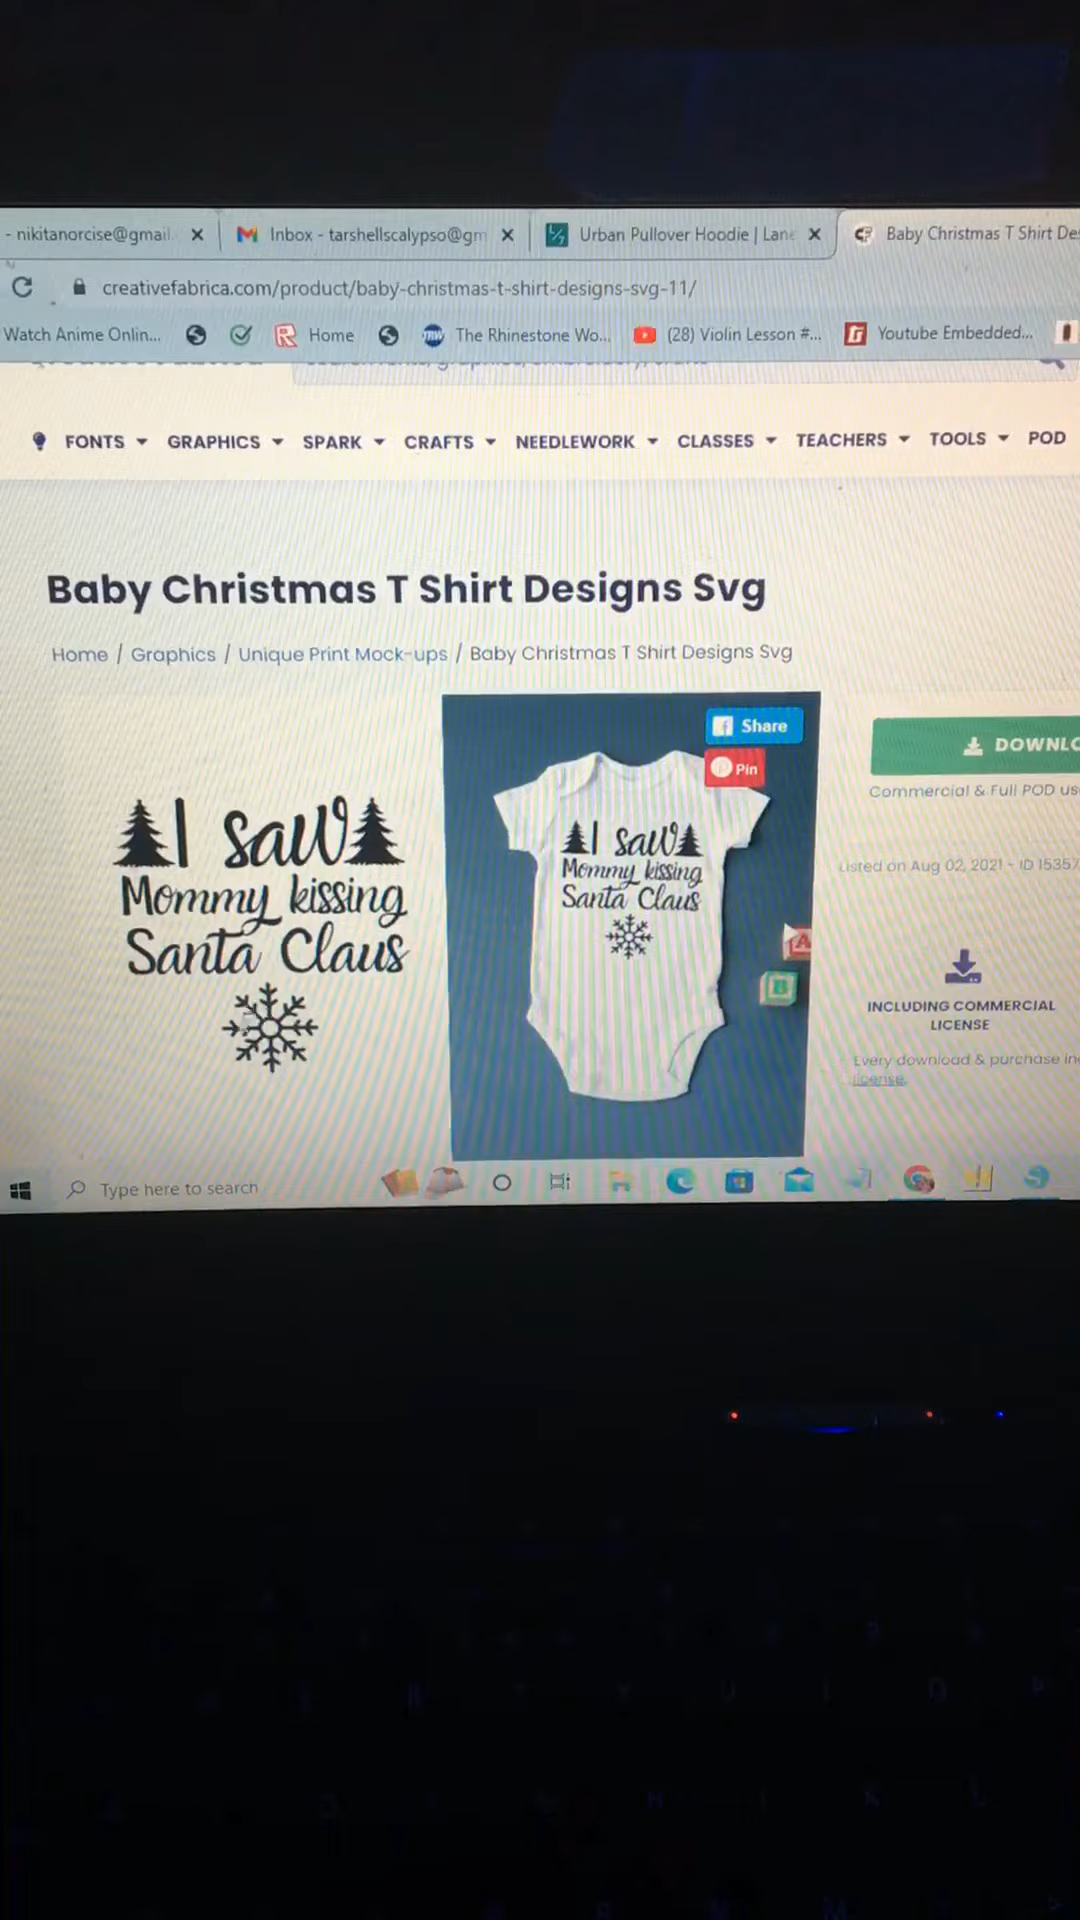 - nikitanorcise@gmail.
Inbox - tarshellscalypso@gm
Urban Pullover Hoodie | Lane
Baby Christmas T Shirt De
creativefabrica.com/product/baby-christmas-t-shirt-designs-svg-11/
Watch Anime Onlin...
Home
The Rhinestone Wo...
(28) Violin Lesson #...
Youtube Embedded...
FONTS
GRAPHICS
SPARK
CRAFTS
NEEDLEWORK
CLASSES
TEACHERS
TOOLS
POD
Baby Christmas T Shirt Designs Svg
Home / Graphics / Unique Print Mock-ups / Baby Christmas T Shirt Designs Svg
Share
Pin
I saw
Mommy kissing
Santa Claus
I saw
Mommy kissing
Santa Claus
A
B
DOWNLO
Commercial & Full POD us
Listed on Aug 02, 2021 - ID 15357
INCLUDING COMMERCIAL
LICENSE
Every download & purchase in
license.
Type here to search